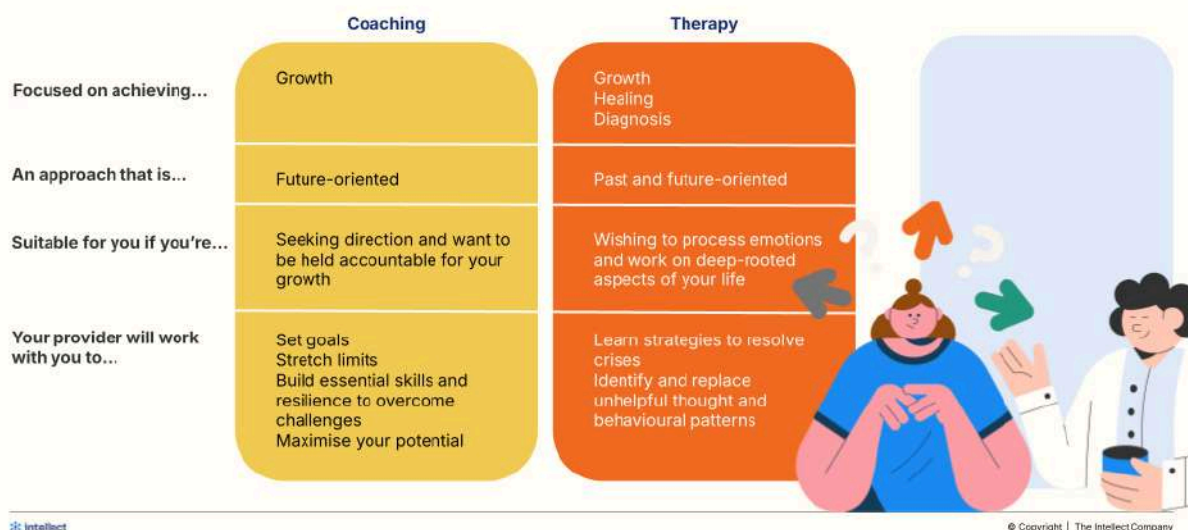 Coaching
Therapy
Focused on achieving...
Growth
Growth
Healing
Diagnosis
An approach that is...
Future-oriented
Past and future-oriented
Suitable for you if you're...
Seeking direction and want to
be held accountable for your
growth
Wishing to process emotions
and work on deep-rooted
aspects of your life
Your provider will work
with you to...
Set goals
Stretch limits
Build essential skills and
resilience to overcome
challenges
Maximise your potential
Learn strategies to resolve
crises
Identify and replace
unhelpful thought and
behavioural patterns
? ?
intellect
© Copyright | The Intellect Company